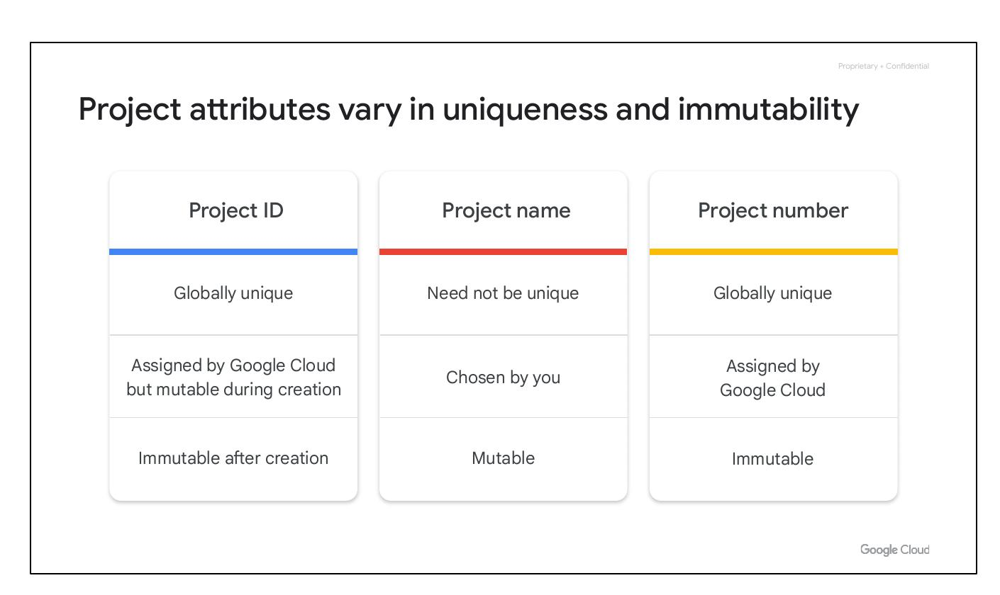 Proprietary + Confidential
Project attributes vary in uniqueness and immutability
Project ID
Globally unique
Assigned by Google Cloud
but mutable during creation
Immutable after creation
Project name
Need not be unique
Chosen by you
Mutable
Project number
Globally unique
Assigned by
Google Cloud
Immutable
Google Cloud